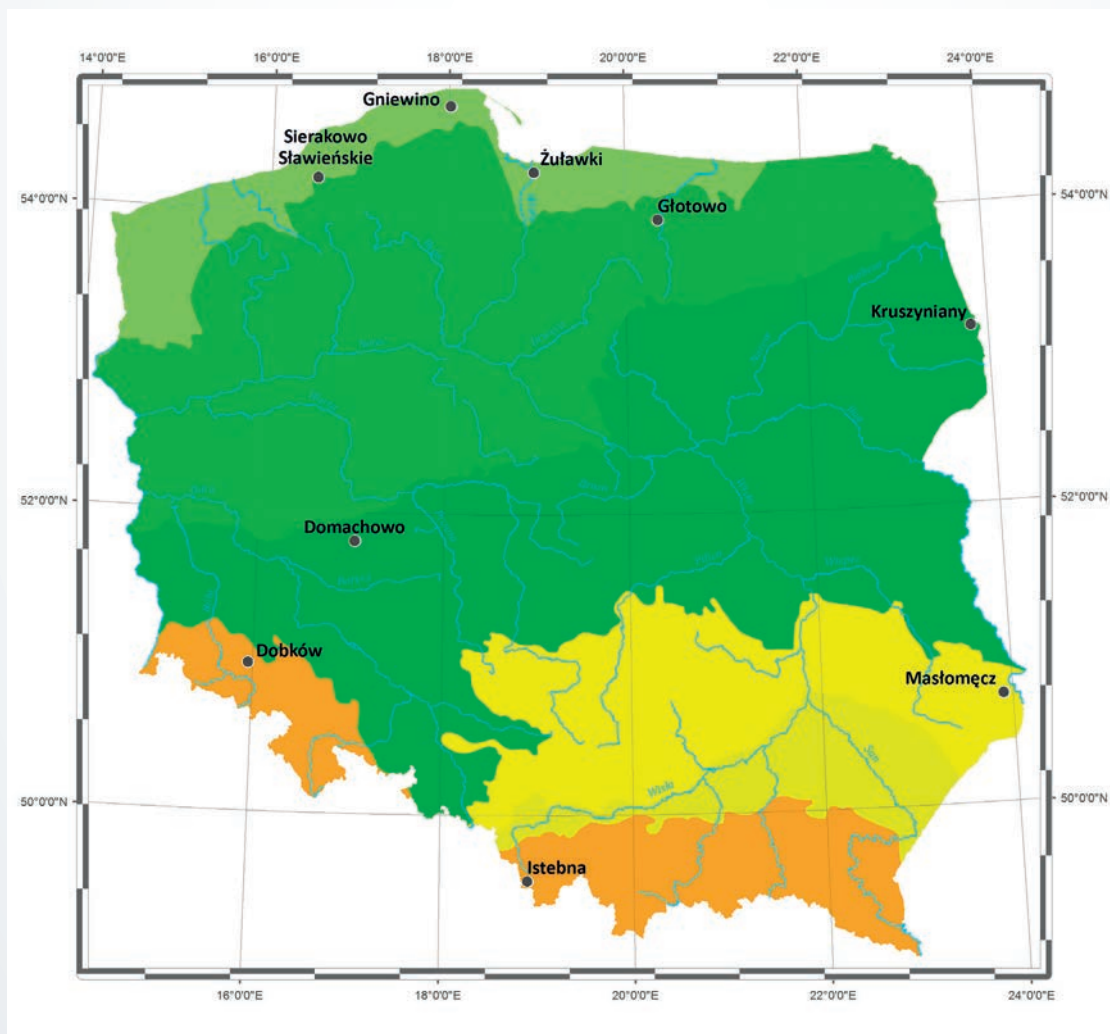 14°0'0"E 16°0'0"E 18°0'0"E 20°0'0"E 22°0'0"E 24°0'0"E
Gniewino
Sierakowo
Sławieńskie
Żuławki
54°0'0"N 54°0'0"N
Głotowo
Kruszyniany
52°0'0"N 52°0'0"N
Domachowo
Dobków
Masłomęcz
San
Wisła
50°0'0"N 50°0'0"N
Istebna
16°0'0"E 18°0'0"E 20°0'0"E 22°0'0"E 24°0'0"E